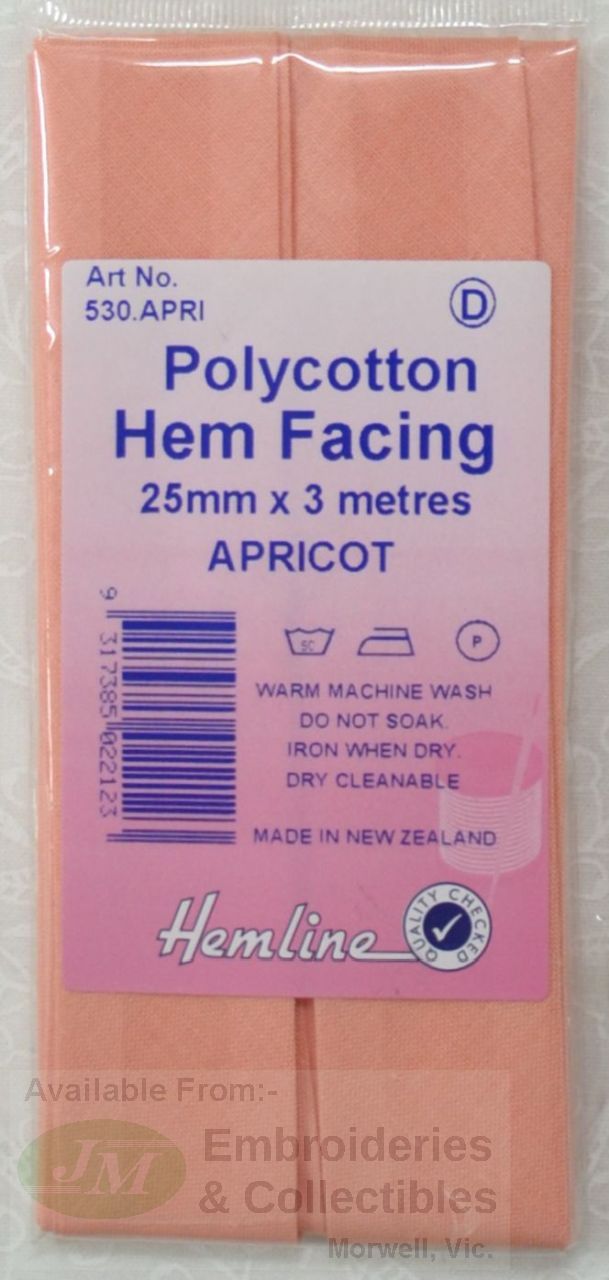 Art No.
530.APRI
D
Polycotton
Hem Facing
25mm x 3 metres
APRICOT
9 317385 022123
SC
P
WARM MACHINE WASH
DO NOT SOAK.
IRON WHEN DRY.
DRY CLEANABLE
MADE IN NEW ZEALAND
Hemline
QUALITY CHECKED
Available From:-
JM
Embroideries
& Collectibles
Morwell, Vic.